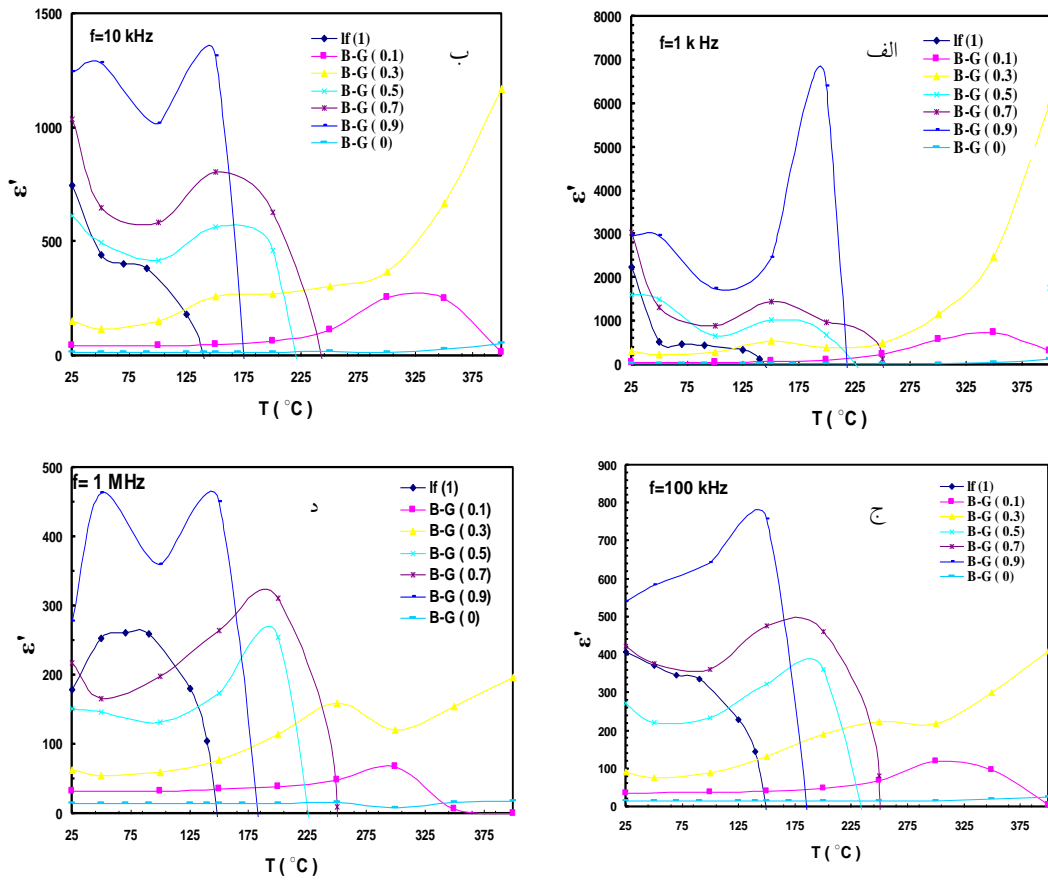 f=10 kHz
ب
ε'
1500
1000
500
0
25 75 125 175 225 275 325 375
T ( °C)
If (1)
B-G ( 0.1)
B-G ( 0.3)
B-G ( 0.5)
B-G ( 0.7)
B-G ( 0.9)
B-G ( 0)
f=1 k Hz
الف
ε'
8000
7000
6000
5000
4000
3000
2000
1000
0
25 75 125 175 225 275 325 375
T ( °C)
If (1)
B-G ( 0.1)
B-G ( 0.3)
B-G ( 0.5)
B-G ( 0.7)
B-G ( 0.9)
B-G ( 0)
f= 1 MHz
د
ε'
500
450
400
350
300
250
200
150
100
50
0
25 75 125 175 225 275 325 375
T ( °C)
If (1)
B-G ( 0.1)
B-G ( 0.3)
B-G ( 0.5)
B-G ( 0.7)
B-G ( 0.9)
B-G ( 0)
f=100 kHz
ج
ε'
900
800
700
600
500
400
300
200
100
0
25 75 125 175 225 275 325 375
T ( °C)
If (1)
B-G ( 0.1)
B-G ( 0.3)
B-G ( 0.5)
B-G ( 0.7)
B-G ( 0.9)
B-G ( 0)